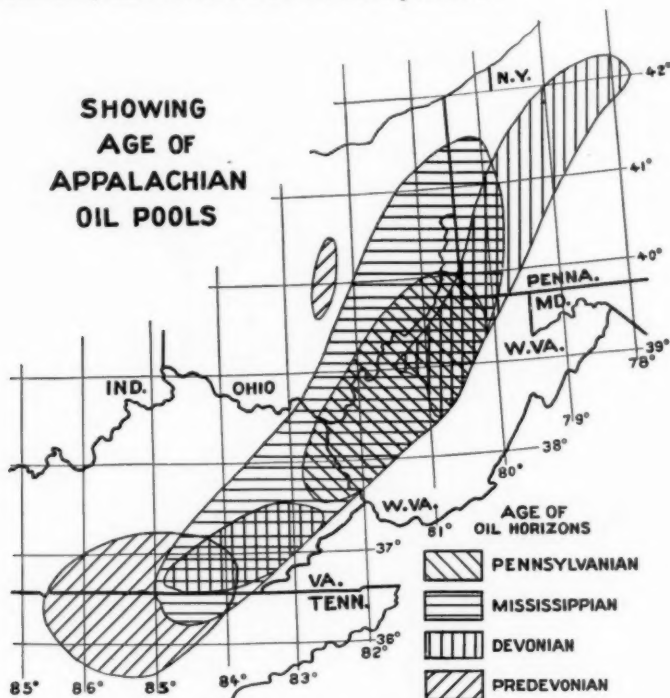 SHOWING
AGE OF
APPALACHIAN
OIL POOLS
N.Y.
42°
41°
40°
PENNA.
MD.
W.VA.
39°
78°
IND.
OHIO
79°
38°
80°
W.VA.
81°
37°
VA.
TENN.
36°
82°
85°
86°
85°
84°
83°
AGE OF
OIL HORIZONS
PENNSYLVANIAN
MISSISSIPPIAN
DEVONIAN
PREDEVONIAN